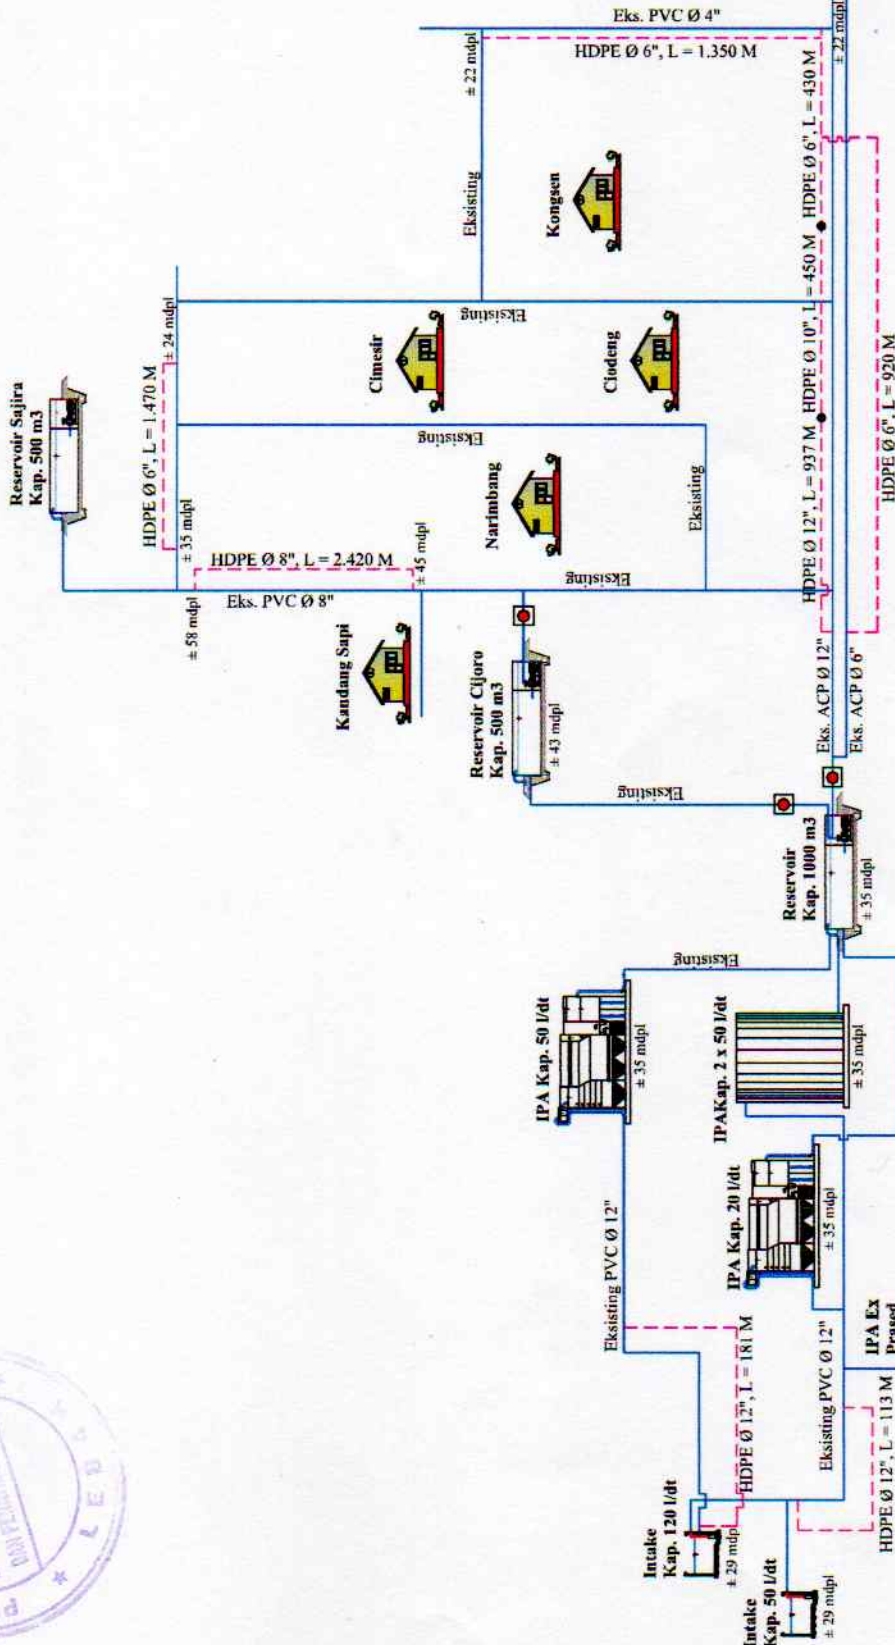 Eks. PVC Ø 4"
HDPE Ø 6", L = 1.350 M
± 22 mdpl
± 22 mdpl
Eksisting
Kongsen
HDPE Ø 6", L = 430 M
Reservoir Sajira
Kap. 500 m3
HDPE Ø 6", L = 1.470 M
± 24 mdpl
± 35 mdpl
Eksisting
Cimesir
Ciodeng
HDPE Ø 10", L = 450 M
HDPE Ø 6", L = 920 M
Eksisting
Narimbang
Eksisting
HDPE Ø 12", L = 937 M
HDPE Ø 8", L = 2.420 M
± 45 mdpl
± 58 mdpl
Eks. PVC Ø 8"
Eksisting
Kandang Sapi
Reservoir Cijoro
Kap. 500 m3
± 43 mdpl
Eks. ACP Ø 12"
Eks. ACP Ø 6"
Eksisting
Reservoir
Kap. 1000 m3
± 35 mdpl
Eksisting
IPA Kap. 50 l/dt
± 35 mdpl
IPAKap. 2 x 50 l/dt
± 35 mdpl
IPA Kap. 20 l/dt
± 35 mdpl
Existing PVC Ø 12"
HDPE Ø 12", L = 181 M
Eksisting PVC Ø 12"
IPA Ex
HDPE Ø 12", L = 113 M
Intake
Kap. 120 l/dt
± 29 mdpl
Intake
Kap. 50 l/dt
± 29 mdpl
LEBAK